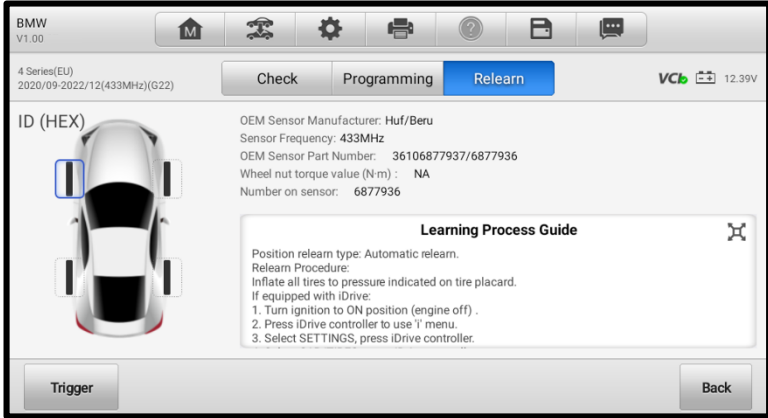 BMW
V1.00
M
4 Series(EU)
2020/09-2022/12(433MHz)(G22)
Check
Programming
Relearn
VCI
12.39V
ID (HEX)
OEM Sensor Manufacturer: Huf/Beru
Sensor Frequency: 433MHz
OEM Sensor Part Number: 36106877937/6877936
Wheel nut torque value (N·m) : NA
Number on sensor: 6877936
Learning Process Guide
Position relearn type: Automatic relearn.
Relearn Procedure:
Inflate all tires to pressure indicated on tire placard.
If equipped with iDrive:
1. Turn ignition to ON position (engine off) .
2. Press iDrive controller to use 'i' menu.
3. Select SETTINGS, press iDrive controller.
Trigger
Back